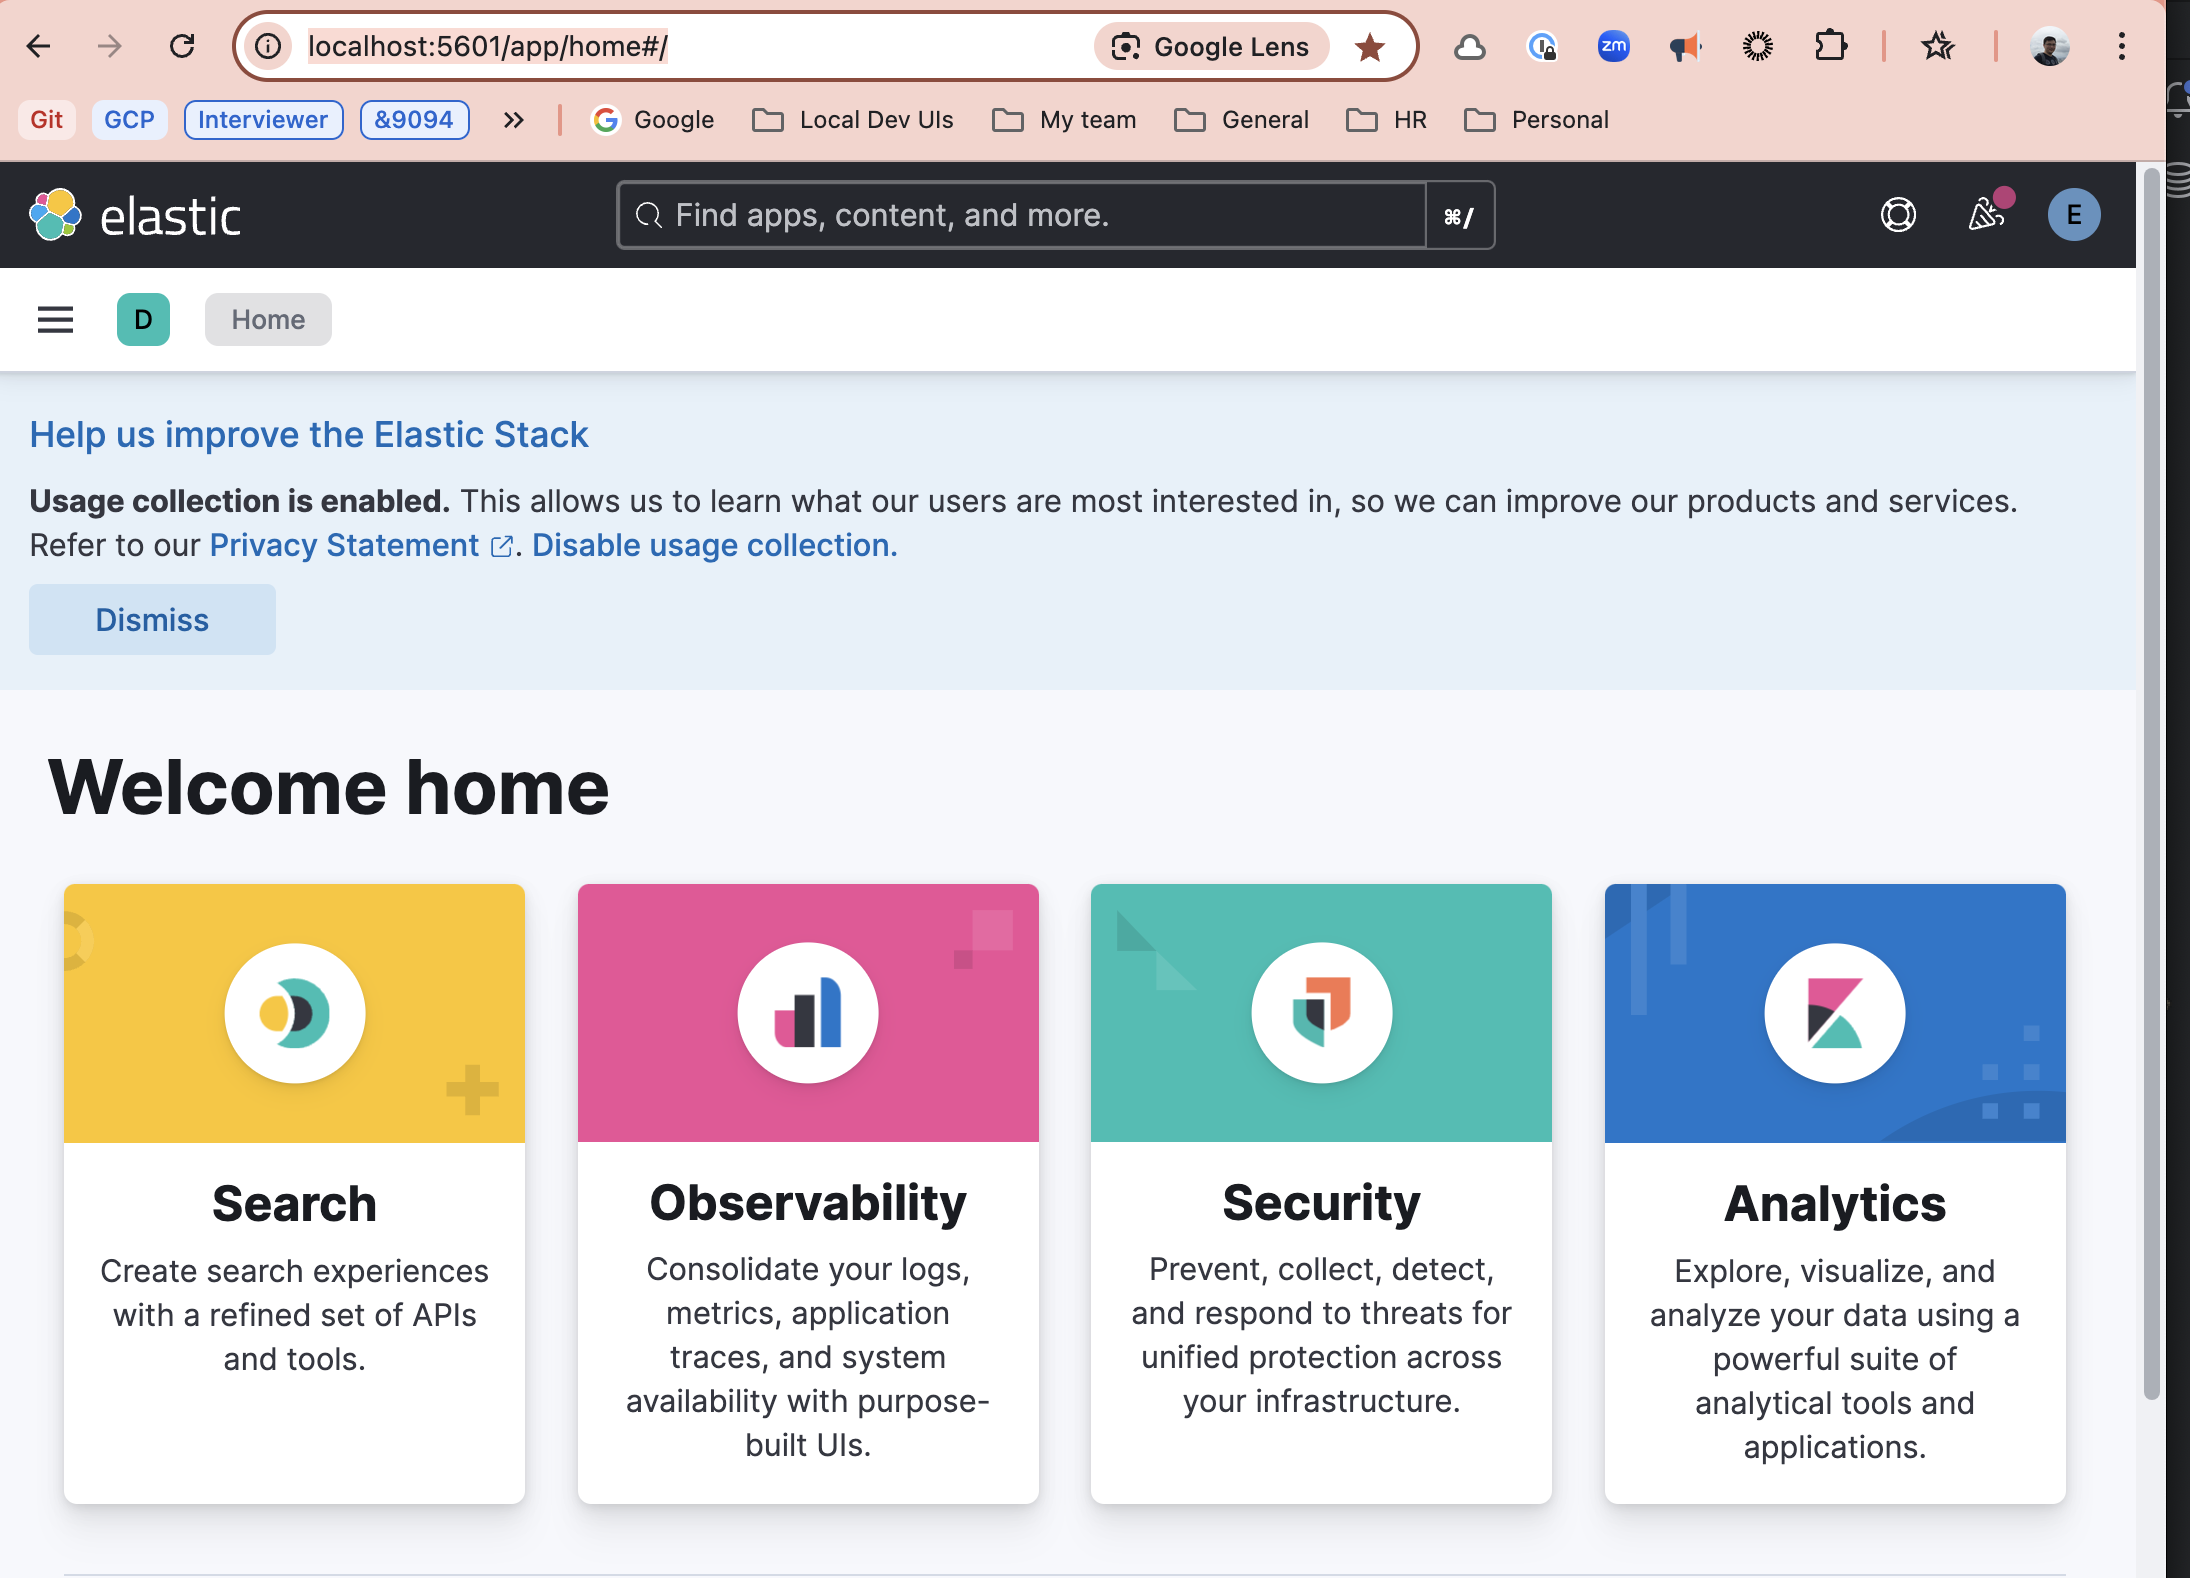 localhost:5601/app/home#/
Google Lens
zm
Git
GCP
Interviewer
&9094
Google
Local Dev UIs
My team
General
HR
Personal
elastic
Find apps, content, and more.
⌘/
E
D
Home
Help us improve the Elastic Stack
Usage collection is enabled. This allows us to learn what our users are most interested in, so we can improve our products and services.
Refer to our Privacy Statement. Disable usage collection.
Dismiss
Welcome home
Search
Create search experiences
with a refined set of APIs
and tools.
Observability
Consolidate your logs,
metrics, application
traces, and system
availability with purpose-
built UIs.
Security
Prevent, collect, detect,
and respond to threats for
unified protection across
your infrastructure.
Analytics
Explore, visualize, and
analyze your data using a
powerful suite of
analytical tools and
applications.